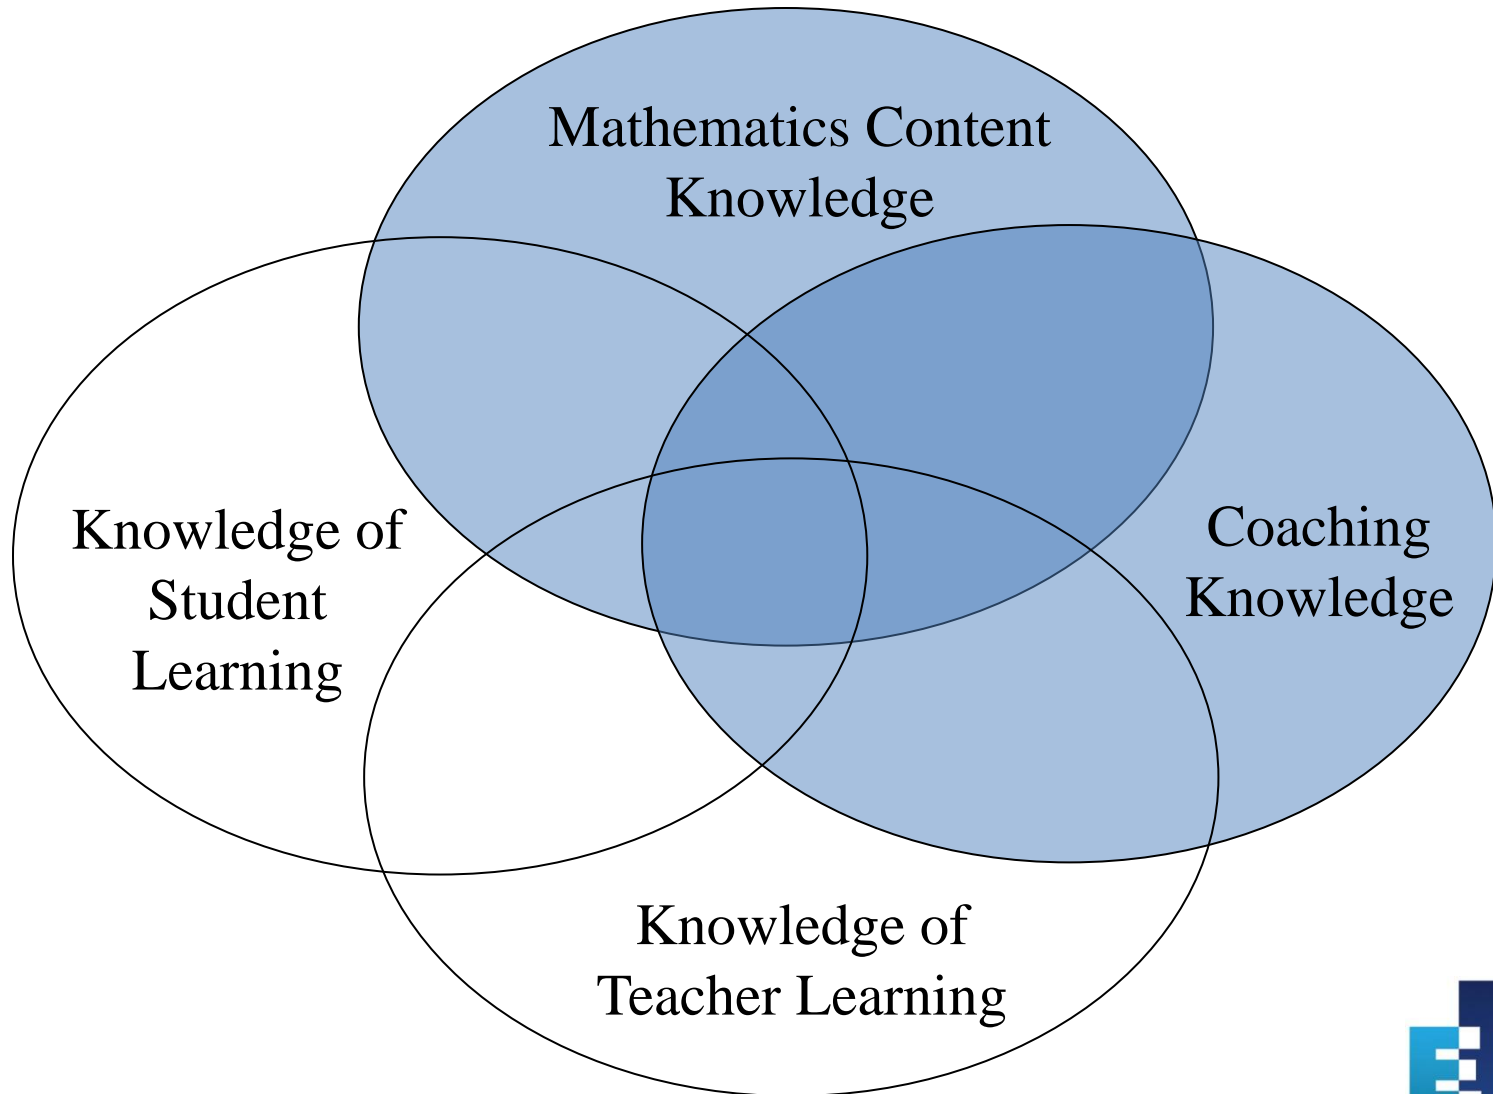 Mathematics Content
Knowledge
Knowledge of
Student
Learning
Coaching
Knowledge
Knowledge of
Teacher Learning